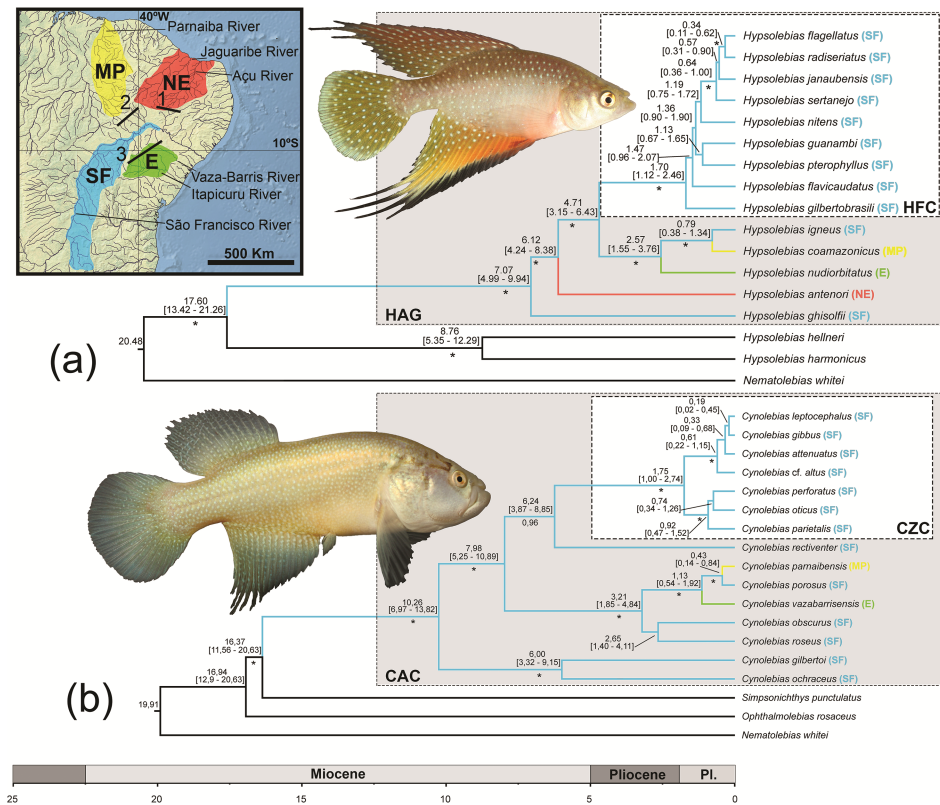 40ºW
Parnaiba River
Jaguaribe River
Açu River
MP
NE
1
2
3
10ºS
SF
E
Vaza-Barris River
Itapicuru River
São Francisco River
500 Km
(a)
0.34
[0.11 - 0.62]
*
0.57
[0.31 - 0.90]
0.64
[0.36 - 1.00]
*
1.19
[0.75 - 1.72]
1.36
[0.90 - 1.90]
1.13
[0.67 - 1.65]
1.47
[0.96 - 2.07]
1.70
[1.12 - 2.46]
*
4.71
[3.15 - 6.43]
*
0.79
[0.38 - 1.34]
*
2.57
[1.55 - 3.76]
*
6.12
[4.24 - 8.38]
*
7.07
[4.99 - 9.94]
*
17.60
[13.42 - 21.26]
*
8.76
[5.35 - 12.29]
*
20.48
Hypsolebias flagellatus (SF)
Hypsolebias radiseriatus (SF)
Hypsolebias janaubensis (SF)
Hypsolebias sertanejo (SF)
Hypsolebias nitens (SF)
Hypsolebias guanambi (SF)
Hypsolebias pterophyllus (SF)
Hypsolebias flavicaudatus (SF)
Hypsolebias gilbertobrasili (SF)
HFC
Hypsolebias igneus (SF)
Hypsolebias coamazonicus (MP)
Hypsolebias nudiorbitatus (E)
Hypsolebias antenori (NE)
Hypsolebias ghisolfii (SF)
HAG
Hypsolebias hellneri
Hypsolebias harmonicus
Nematolebias whitei
(b)
0,19
[0,02 - 0,45]
0,33
[0,09 - 0,68]
0,61
[0,22 - 1,15]
*
1,75
[1,00 - 2,74]
*
0,74
[0,34 - 1,26]
*
0,92
[0,47 - 1,52]
6,24
[3,87 - 8,85]
0,96
7,98
[5,25 - 10,89]
*
0,43
[0,14 - 0,84]
*
1,13
[0,54 - 1,92]
*
3,21
[1,85 - 4,84]
*
2,65
[1,40 - 4,11]
10,26
[6,97 - 13,82]
*
6,00
[3,32 - 9,15]
*
16,37
[11,56 - 20,63]
*
16,94
[12,9 - 20,63]
19,91
Cynolebias leptocephalus (SF)
Cynolebias gibbus (SF)
Cynolebias attenuatus (SF)
Cynolebias cf. altus (SF)
Cynolebias perforatus (SF)
Cynolebias oticus (SF)
Cynolebias parietalis (SF)
CZC
Cynolebias rectiventer (SF)
Cynolebias parnaibensis (MP)
Cynolebias porosus (SF)
Cynolebias vazabarrisensis (E)
Cynolebias obscurus (SF)
Cynolebias roseus (SF)
Cynolebias gilbertoi (SF)
Cynolebias ochraceus (SF)
CAC
Simpsonichthys punctulatus
Ophthalmolebias rosaceus
Nematolebias whitei
Miocene
Pliocene
Pl.
25 20 15 10 5 0